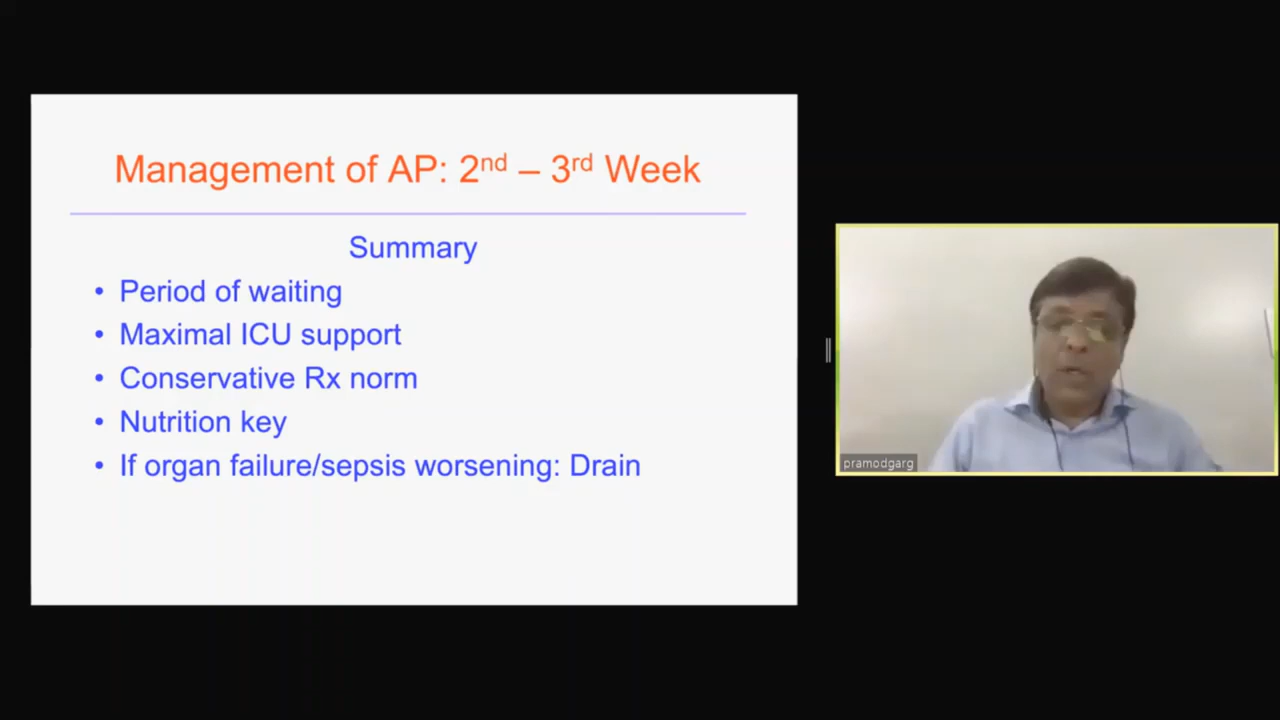 Management of AP: 2nd – 3rd Week
Summary
• Period of waiting
• Maximal ICU support
• Conservative Rx norm
• Nutrition key
• If organ failure/sepsis worsening: Drain
pramodgarg